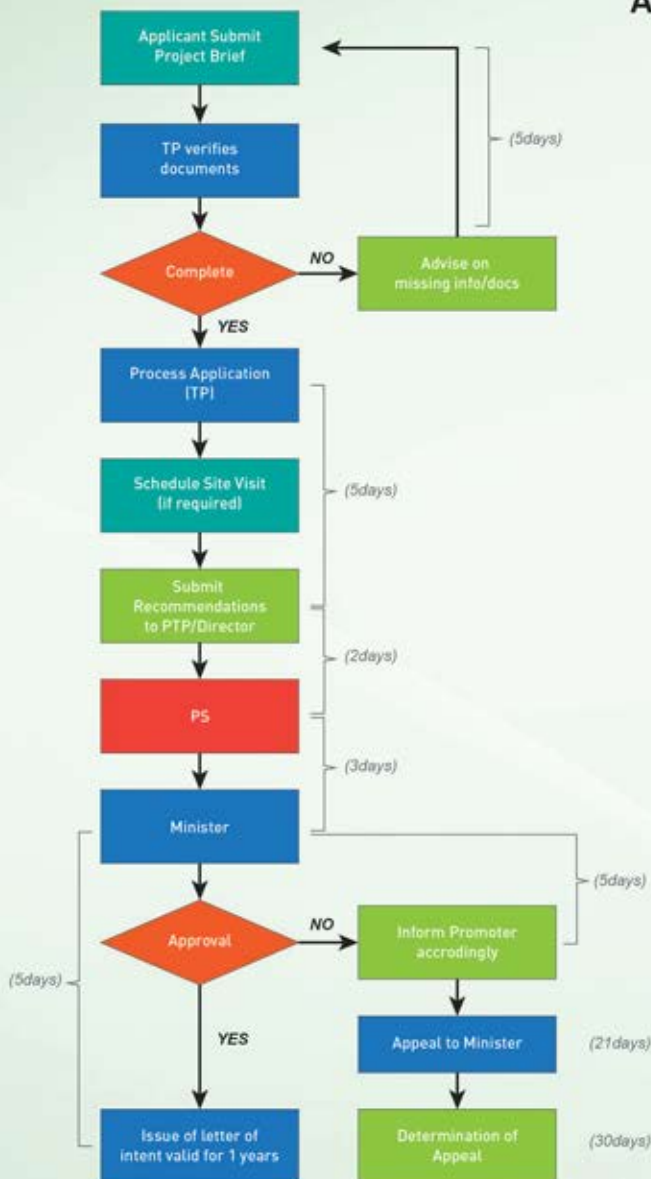 A
Applicant Submit
Project Brief
(5days)
TP verifies
documents
Complete
NO
Advise on
missing info/docs
YES
Process Application
(TP)
Schedule Site Visit
(if required)
(5days)
Submit
Recommendations
to PTP/Director
(2days)
PS
(3days)
Minister
(5days)
Approval
NO
Inform Promoter
accrodingly
(5days)
YES
Appeal to Minister
(21days)
Issue of letter of
intent valid for 1 years
Determination of
Appeal
(30days)